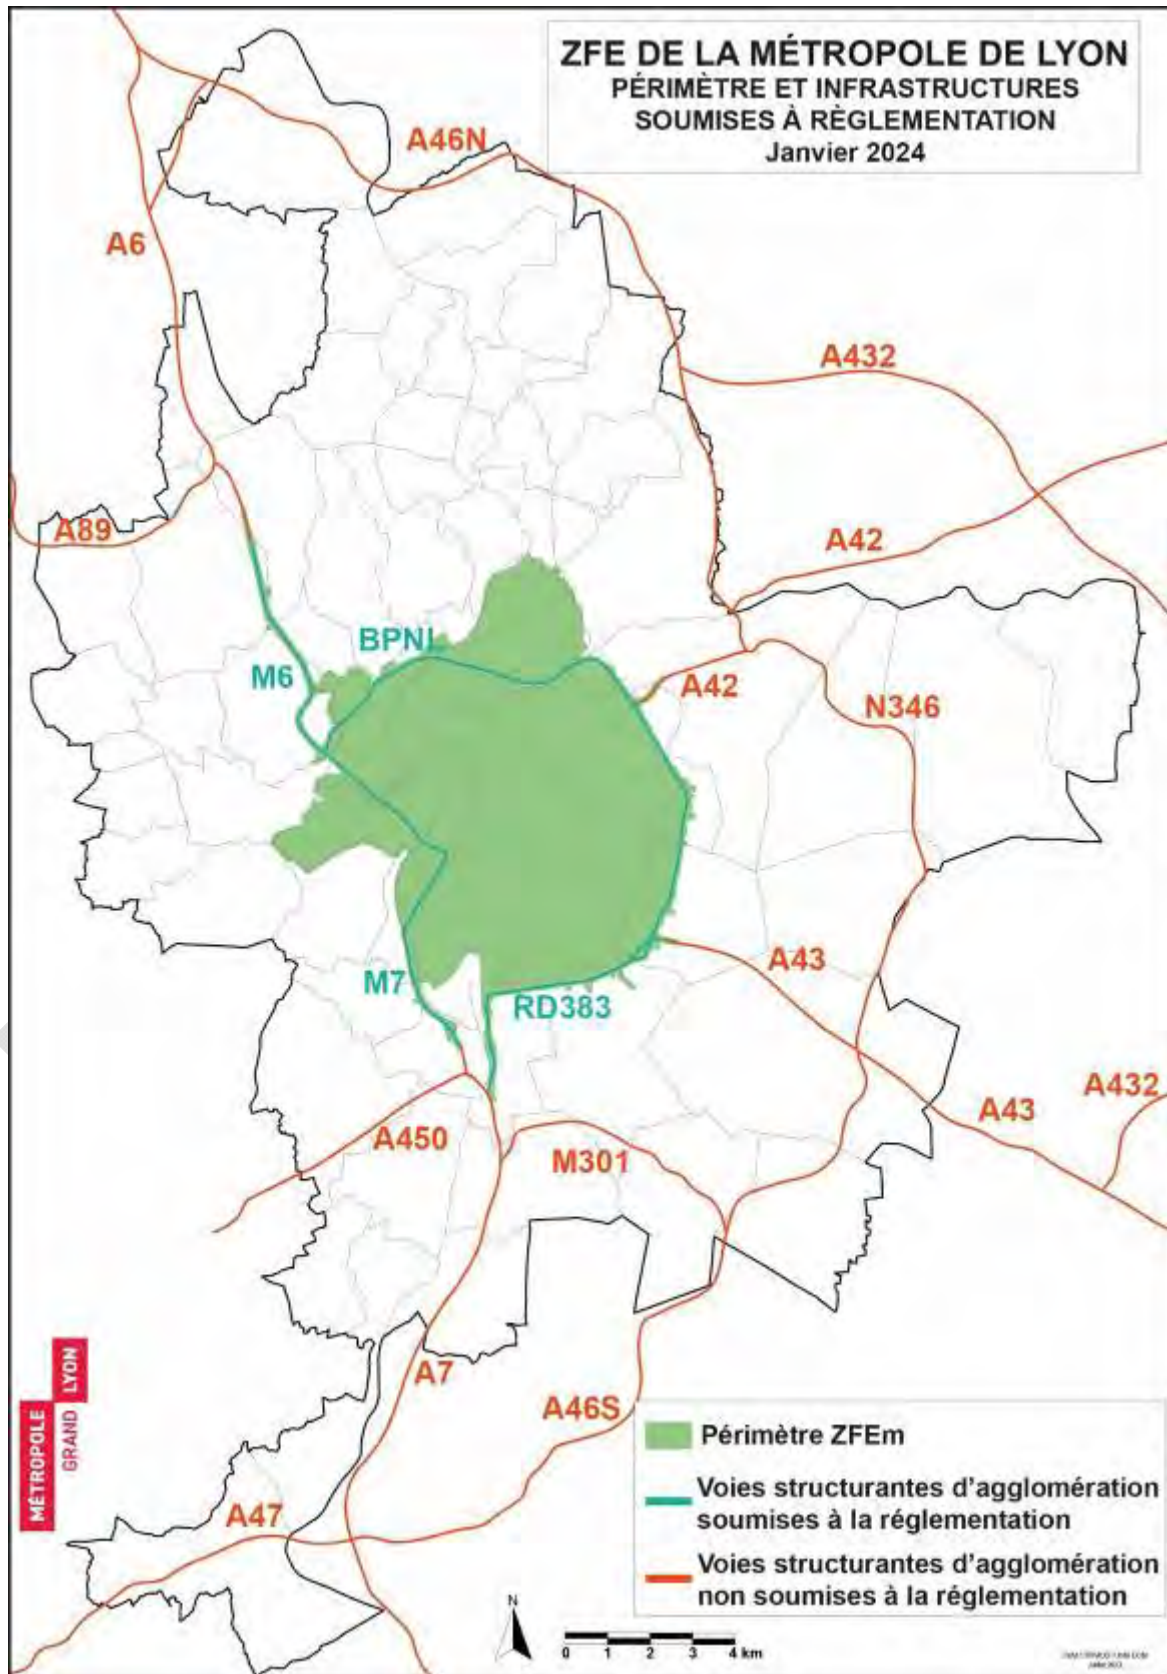 ZFE DE LA MÉTROPOLE DE LYON
PÉRIMÈTRE ET INFRASTRUCTURES
SOUMISES À RÈGLEMENTATION
Janvier 2024
A46N
A6
A432
A89
A42
BPNL
M6
A42
N346
A43
M7
RD383
A432
A43
A450
M301
A7
A46S
A47
MÉTROPOLE
GRAND LYON
Périmètre ZFEm
Voies structurantes d'agglomération
soumises à la réglementation
Voies structurantes d'agglomération
non soumises à la réglementation
N
0 1 2 3 4 km